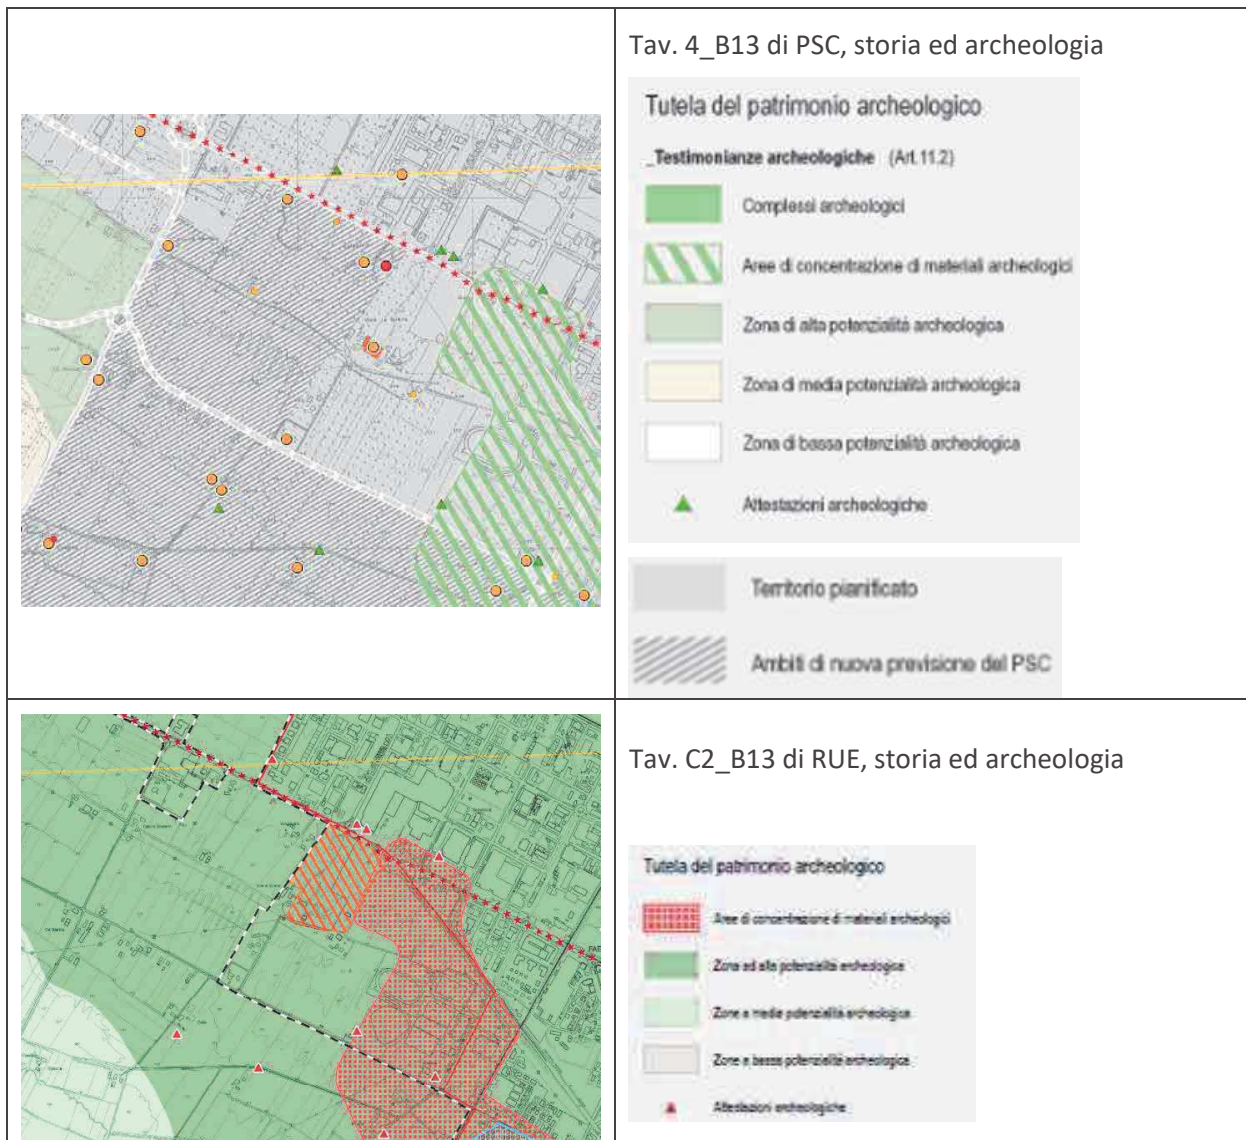 Tav. 4_B13 di PSC, storia ed archeologia
Tutela del patrimonio archeologico
_Testimonianze archeologiche (Art.11.2)
Complessi archeologici
Aree di concentrazione di materiali archeologici
Zona di alta potenzialità archeologica
Zona di media potenzialità archeologica
Zona di bassa potenzialità archeologica
Attestazioni archeologiche
Territorio pianificato
Ambiti di nuova previsione del PSC
Tav. C2_B13 di RUE, storia ed archeologia
Tutela del patrimonio archeologico
Aree di concentrazione di materiali archeologici
Zone ad alta potenzialità archeologica
Zone a media potenzialità archeologica
Zone a bassa potenzialità archeologica
Attestazioni archeologiche